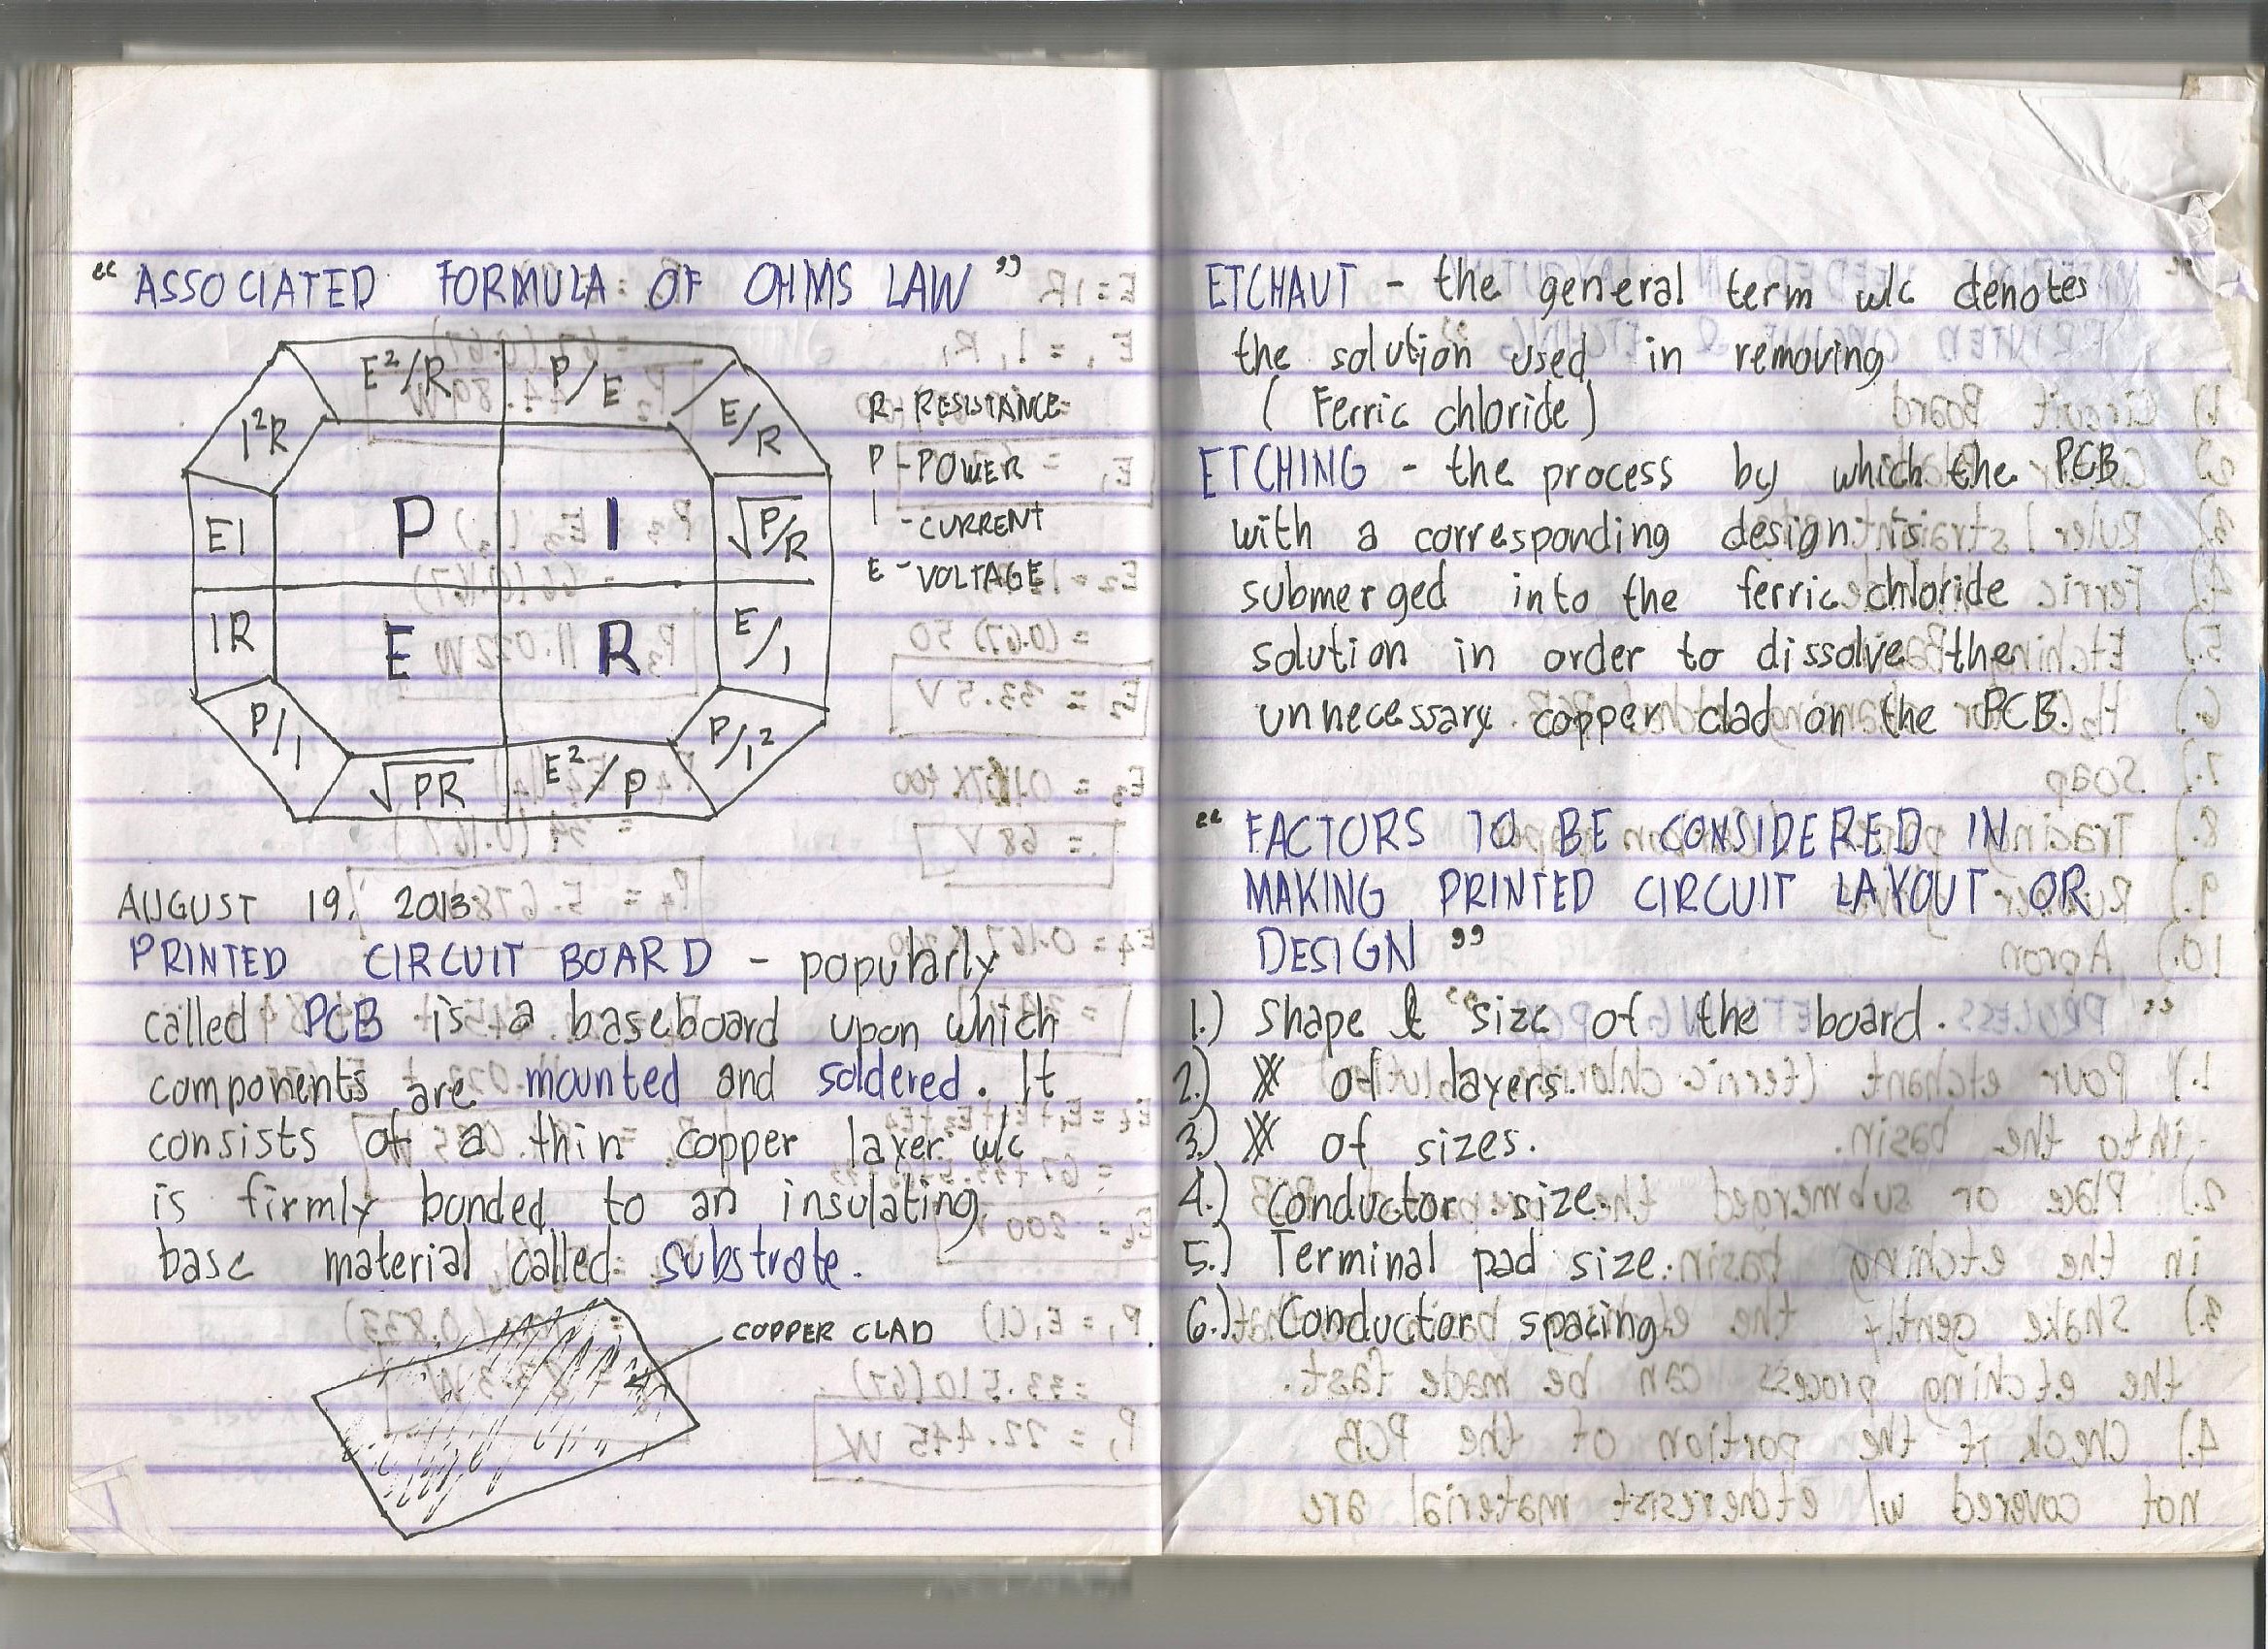 “ ASSOCIATED FORMULA OF OHMS LAW ”
E²/R P/E
I²R E/R
R - RESISTANCE
P - POWER
EI P I √P/R
I - CURRENT
E - VOLTAGE
IR E R E/I
P/I P/I²
√PR E²/P
AUGUST 19, 2013
PRINTED CIRCUIT BOARD - popularly
called PCB is a baseboard upon which
components are mounted and soldered. It
consists of a thin copper layer w/c
is firmly bonded to an insulating
base material called substrate.
COPPER CLAD
ETCHAUT - the general term w/c denotes
the solution used in removing
( Ferric chloride )
ETCHING - the process by which the PCB
with a corresponding design is
submerged into the ferric chloride
solution in order to dissolve the
unnecessary copper clad on the PCB.
“ FACTORS TO BE CONSIDERED IN
MAKING PRINTED CIRCUIT LAYOUT OR
DESIGN ”
1.) Shape & size of the board.
2.) # of layers.
3.) # of sizes.
4.) Conductor size.
5.) Terminal pad size.
6.) Conductor spacing